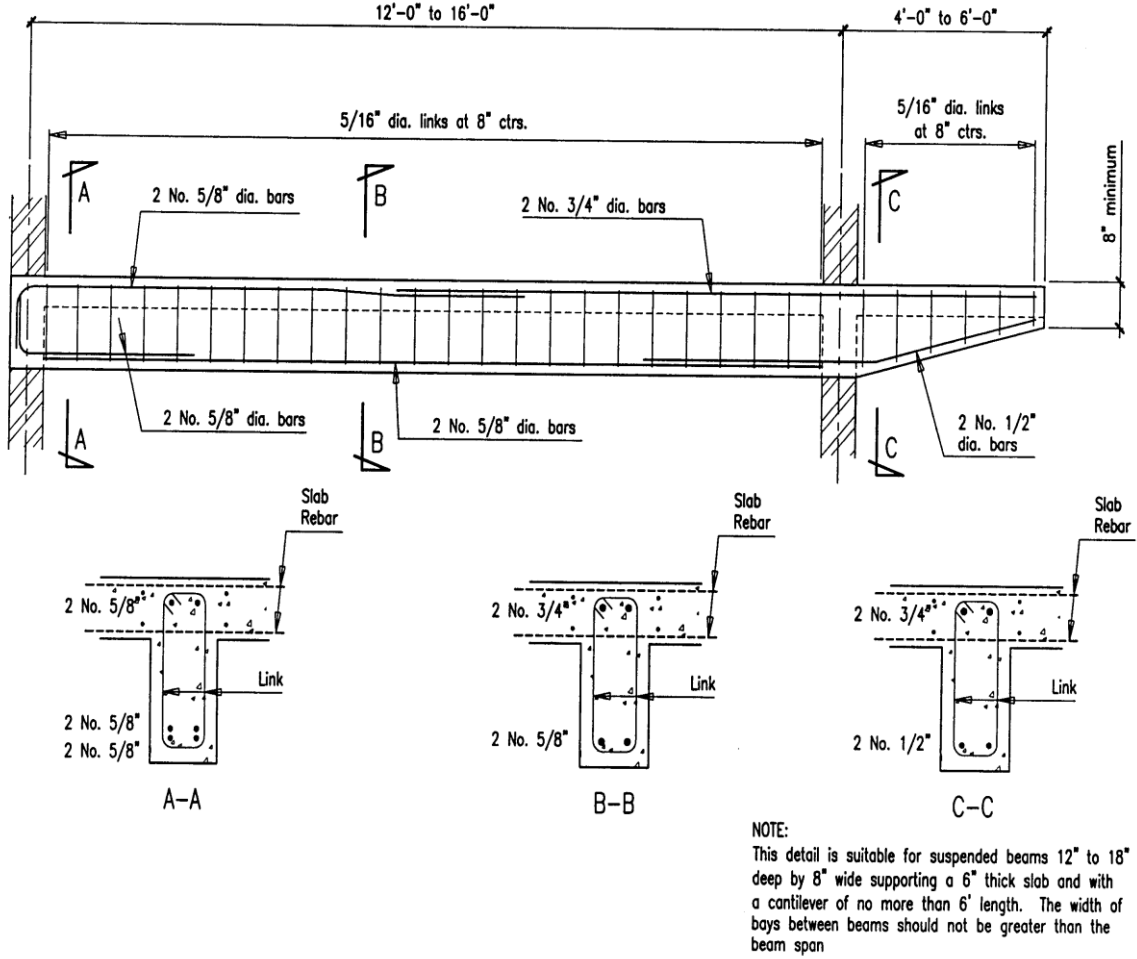 12'-0" to 16'-0"
4'-0" to 6'-0"
5/16" dia. links at 8" ctrs.
5/16" dia. links
at 8" ctrs.
8" minimum
A
B
C
2 No. 5/8" dia. bars
2 No. 3/4" dia. bars
2 No. 5/8" dia. bars
2 No. 5/8" dia. bars
2 No. 1/2"
dia. bars
A
B
C
Slab
Rebar
2 No. 5/8"
Link
2 No. 5/8"
2 No. 5/8"
A-A
Slab
Rebar
2 No. 3/4"
Link
2 No. 5/8"
B-B
Slab
Rebar
2 No. 3/4"
Link
2 No. 1/2"
C-C
NOTE:
This detail is suitable for suspended beams 12" to 18"
deep by 8" wide supporting a 6" thick slab and with
a cantilever of no more than 6' length. The width of
bays between beams should not be greater than the
beam span